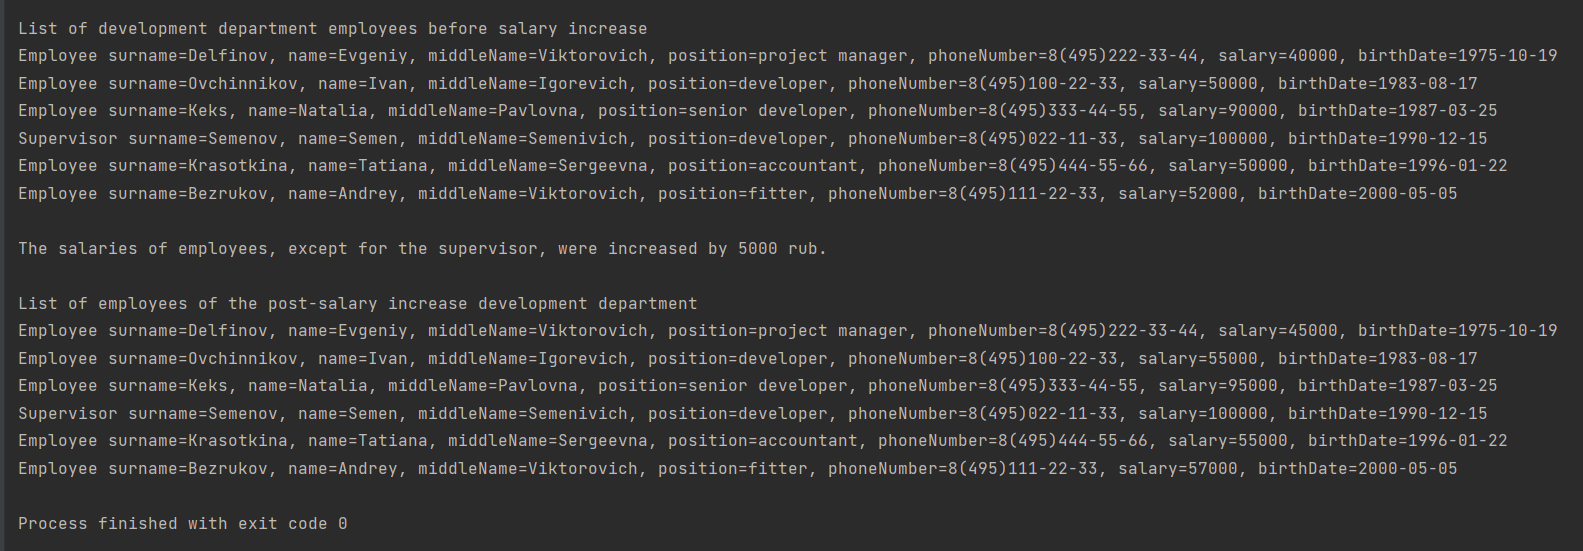 List of development department employees before salary increase
Employee surname=Delfinov, name=Evgeniy, middleName=Viktorovich, position=project manager, phoneNumber=8(495)222-33-44, salary=40000, birthDate=1975-10-19
Employee surname=Ovchinnikov, name=Ivan, middleName=Igorevich, position=developer, phoneNumber=8(495)100-22-33, salary=50000, birthDate=1983-08-17
Employee surname=Keks, name=Natalia, middleName=Pavlovna, position=senior developer, phoneNumber=8(495)333-44-55, salary=90000, birthDate=1987-03-25
Supervisor surname=Semenov, name=Semen, middleName=Semenivich, position=developer, phoneNumber=8(495)022-11-33, salary=100000, birthDate=1990-12-15
Employee surname=Krasotkina, name=Tatiana, middleName=Sergeevna, position=accountant, phoneNumber=8(495)444-55-66, salary=50000, birthDate=1996-01-22
Employee surname=Bezrukov, name=Andrey, middleName=Viktorovich, position=fitter, phoneNumber=8(495)111-22-33, salary=52000, birthDate=2000-05-05
The salaries of employees, except for the supervisor, were increased by 5000 rub.
List of employees of the post-salary increase development department
Employee surname=Delfinov, name=Evgeniy, middleName=Viktorovich, position=project manager, phoneNumber=8(495)222-33-44, salary=45000, birthDate=1975-10-19
Employee surname=Ovchinnikov, name=Ivan, middleName=Igorevich, position=developer, phoneNumber=8(495)100-22-33, salary=55000, birthDate=1983-08-17
Employee surname=Keks, name=Natalia, middleName=Pavlovna, position=senior developer, phoneNumber=8(495)333-44-55, salary=95000, birthDate=1987-03-25
Supervisor surname=Semenov, name=Semen, middleName=Semenivich, position=developer, phoneNumber=8(495)022-11-33, salary=100000, birthDate=1990-12-15
Employee surname=Krasotkina, name=Tatiana, middleName=Sergeevna, position=accountant, phoneNumber=8(495)444-55-66, salary=55000, birthDate=1996-01-22
Employee surname=Bezrukov, name=Andrey, middleName=Viktorovich, position=fitter, phoneNumber=8(495)111-22-33, salary=57000, birthDate=2000-05-05
Process finished with exit code 0